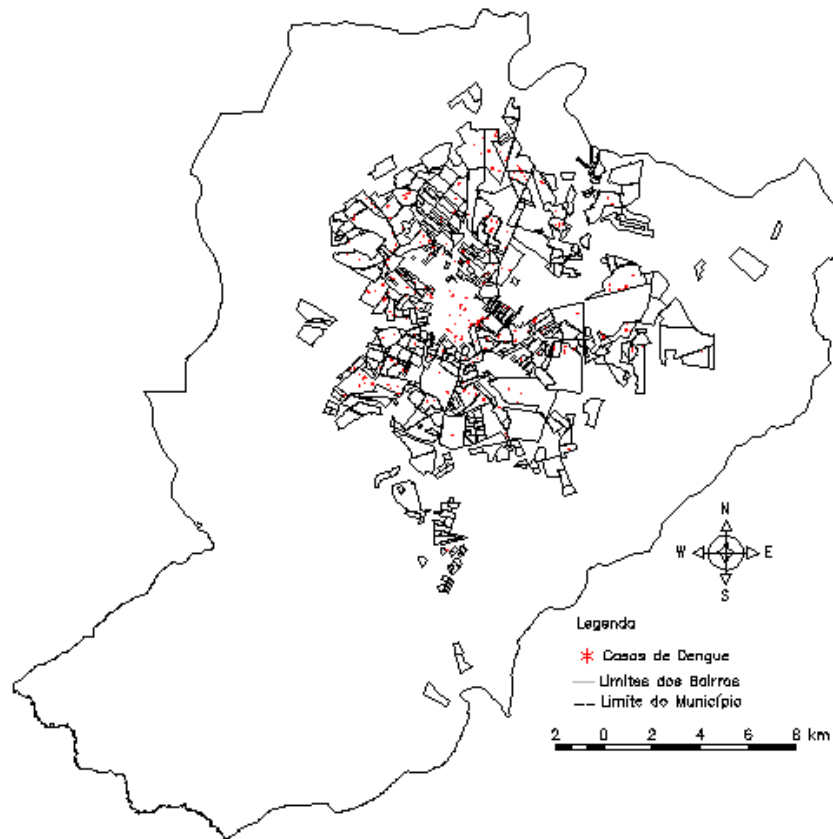 N
W E
S
Legenda
Casos de Dengue
Limites dos Bairros
Limite do Município
2 0 2 4 6 8 km